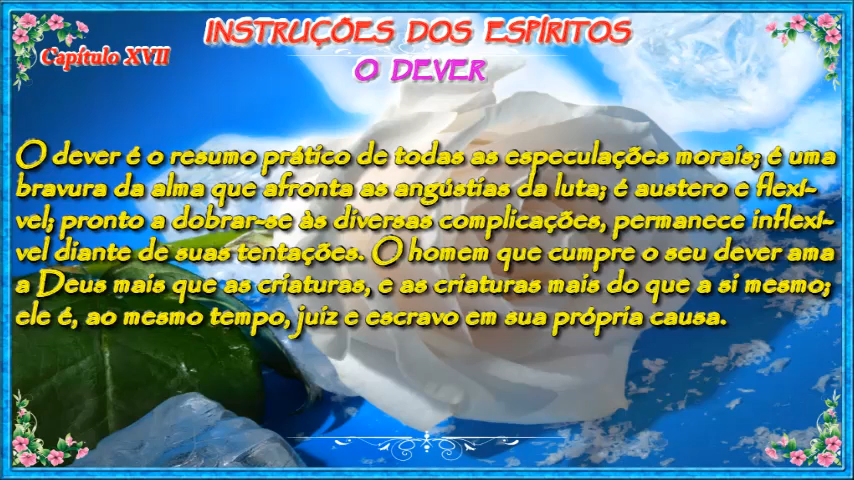 INSTRUÇÕES DOS ESPÍRITOS
Capítulo XVII
O DEVER
O dever é o resumo prático de todas as especulações morais; é uma
bravura da alma que afronta as angústias da luta; é austero e flexí-
vel; pronto a dobrar-se às diversas complicações, permanece inflexí-
vel diante de suas tentações. O homem que cumpre o seu dever ama
a Deus mais que as criaturas, e as criaturas mais do que a si mesmo;
ele é, ao mesmo tempo, juiz e escravo em sua própria causa.